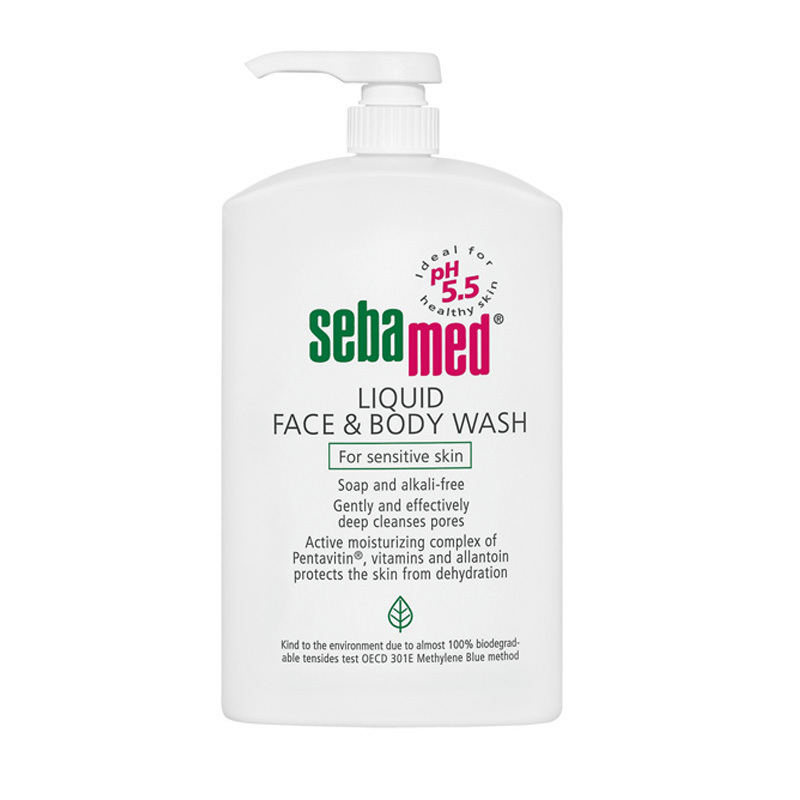 Ideal for
pH
5.5
healthy skin
sebamed®
LIQUID
FACE & BODY WASH
For sensitive skin
Soap and alkali-free
Gently and effectively
deep cleanses pores
Active moisturizing complex of
Pentavitin®, vitamins and allantoin
protects the skin from dehydration
Kind to the environment due to almost 100% biodegrad-
able tensides test OECD 301E Methylene Blue method